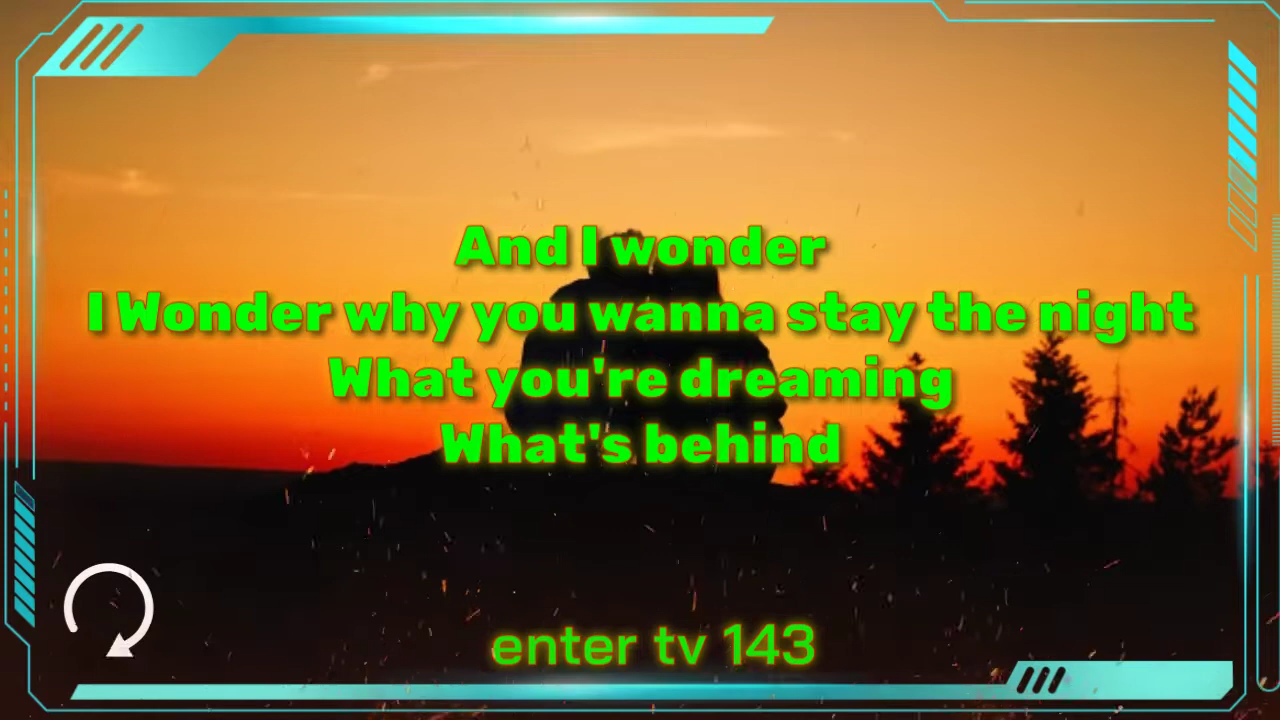 And I wonder
I Wonder why you wanna stay the night
What you're dreaming
What's behind
enter tv 143